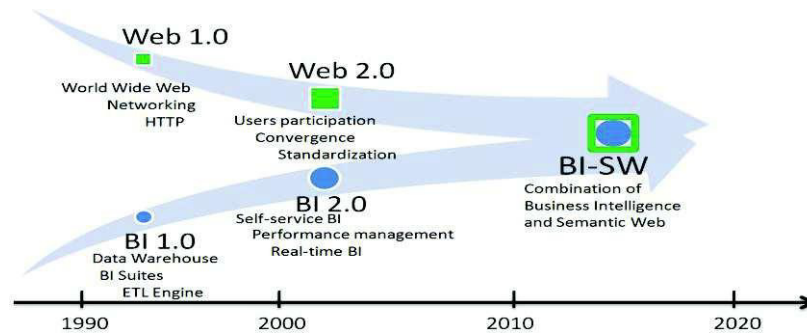 Web 1.0
World Wide Web
Networking
HTTP
Web 2.0
Users participation
Convergence
Standardization
BI-SW
Combination of
Business Intelligence
and Semantic Web
BI 1.0
Data Warehouse
BI Suites
ETL Engine
BI 2.0
Self-service BI
Performance management
Real-time BI
1990
2000
2010
2020